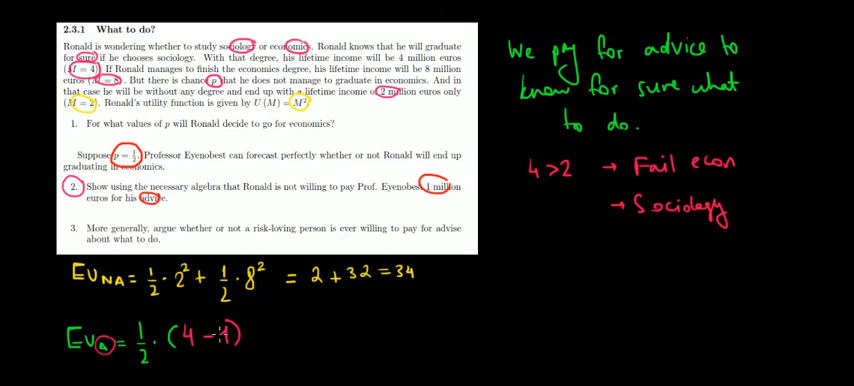 2.3.1 What to do?
Ronald is wondering whether to study sociology or economics. Ronald knows that he will graduate
for sure if he chooses sociology. With that degree, his lifetime income will be 4 million euros
(M = 4). If Ronald manages to finish the economics degree, his lifetime income will be 8 million
euros (M = 8). But there is chance p that he does not manage to graduate in economics. And in
that case he will be without any degree and end up with a lifetime income of 2 million euros only
(M = 2). Ronald's utility function is given by U (M) = M²
1. For what values of p will Ronald decide to go for economics?
Suppose p = 1/2. Professor Eyenobest can forecast perfectly whether or not Ronald will end up
graduating in economics.
2. Show using the necessary algebra that Ronald is not willing to pay Prof. Eyenobest 1 million
euros for his advice.
3. More generally, argue whether or not a risk-loving person is ever willing to pay for advise
about what to do.
EU_NA = 1/2 · 2² + 1/2 · 8² = 2 + 32 = 34
EU_a = 1/2 · (4 - 1)
We pay for advice to
know for sure what
to do.
4 > 2 → Fail econ
→ Sociology